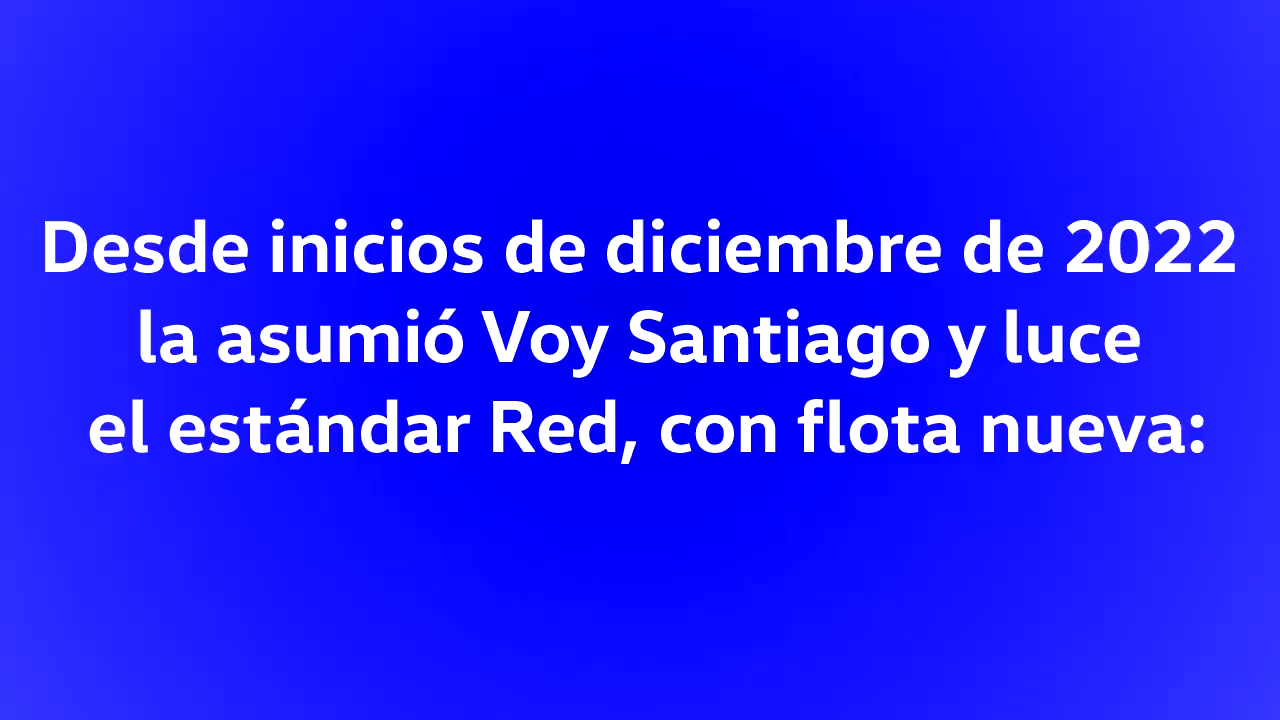 Desde inicios de diciembre de 2022
la asumió Voy Santiago y luce
el estándar Red, con flota nueva: